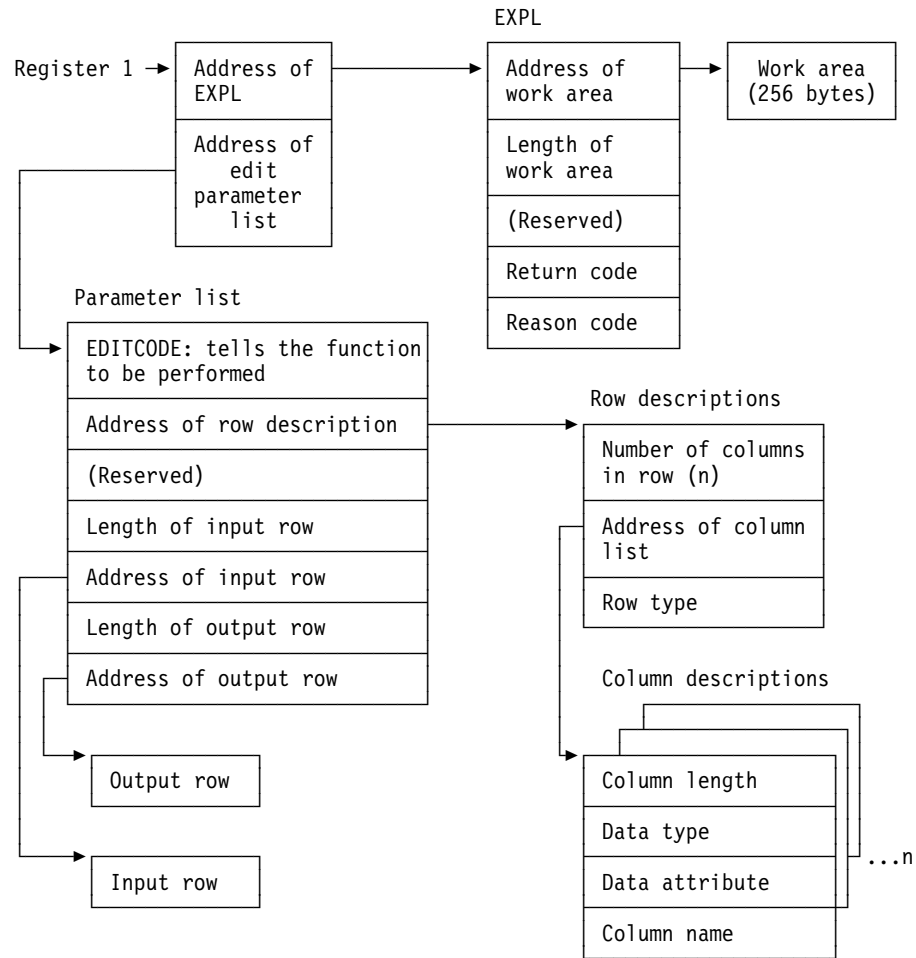 EXPL
Register 1
Address of
EXPL
Address of
edit
parameter
list
Address of
work area
Length of
work area
(Reserved)
Return code
Reason code
Work area
(256 bytes)
Parameter list
EDITCODE: tells the function
to be performed
Address of row description
(Reserved)
Length of input row
Address of input row
Length of output row
Address of output row
Row descriptions
Number of columns
in row (n)
Address of column
list
Row type
Output row
Input row
Column descriptions
Column length
Data type
Data attribute
Column name
...n